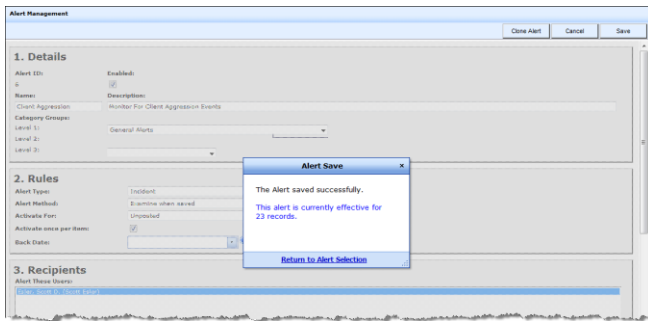 Alert Management
Clone Alert Cancel Save
1. Details
Alert ID: Enabled:
6
Name: Description:
Client Aggression Monitor For Client Aggression Events
Category Groups:
Level 1: General Alerts
Level 2:
Level 3:
Alert Save x
The Alert saved successfully.
This alert is currently effective for
23 records.
Return to Alert Selection
2. Rules
Alert Type: Incident
Alert Method: Examine when saved
Activate For: Unposted
Activate once per item:
Back Date:
3. Recipients
Alert These Users: